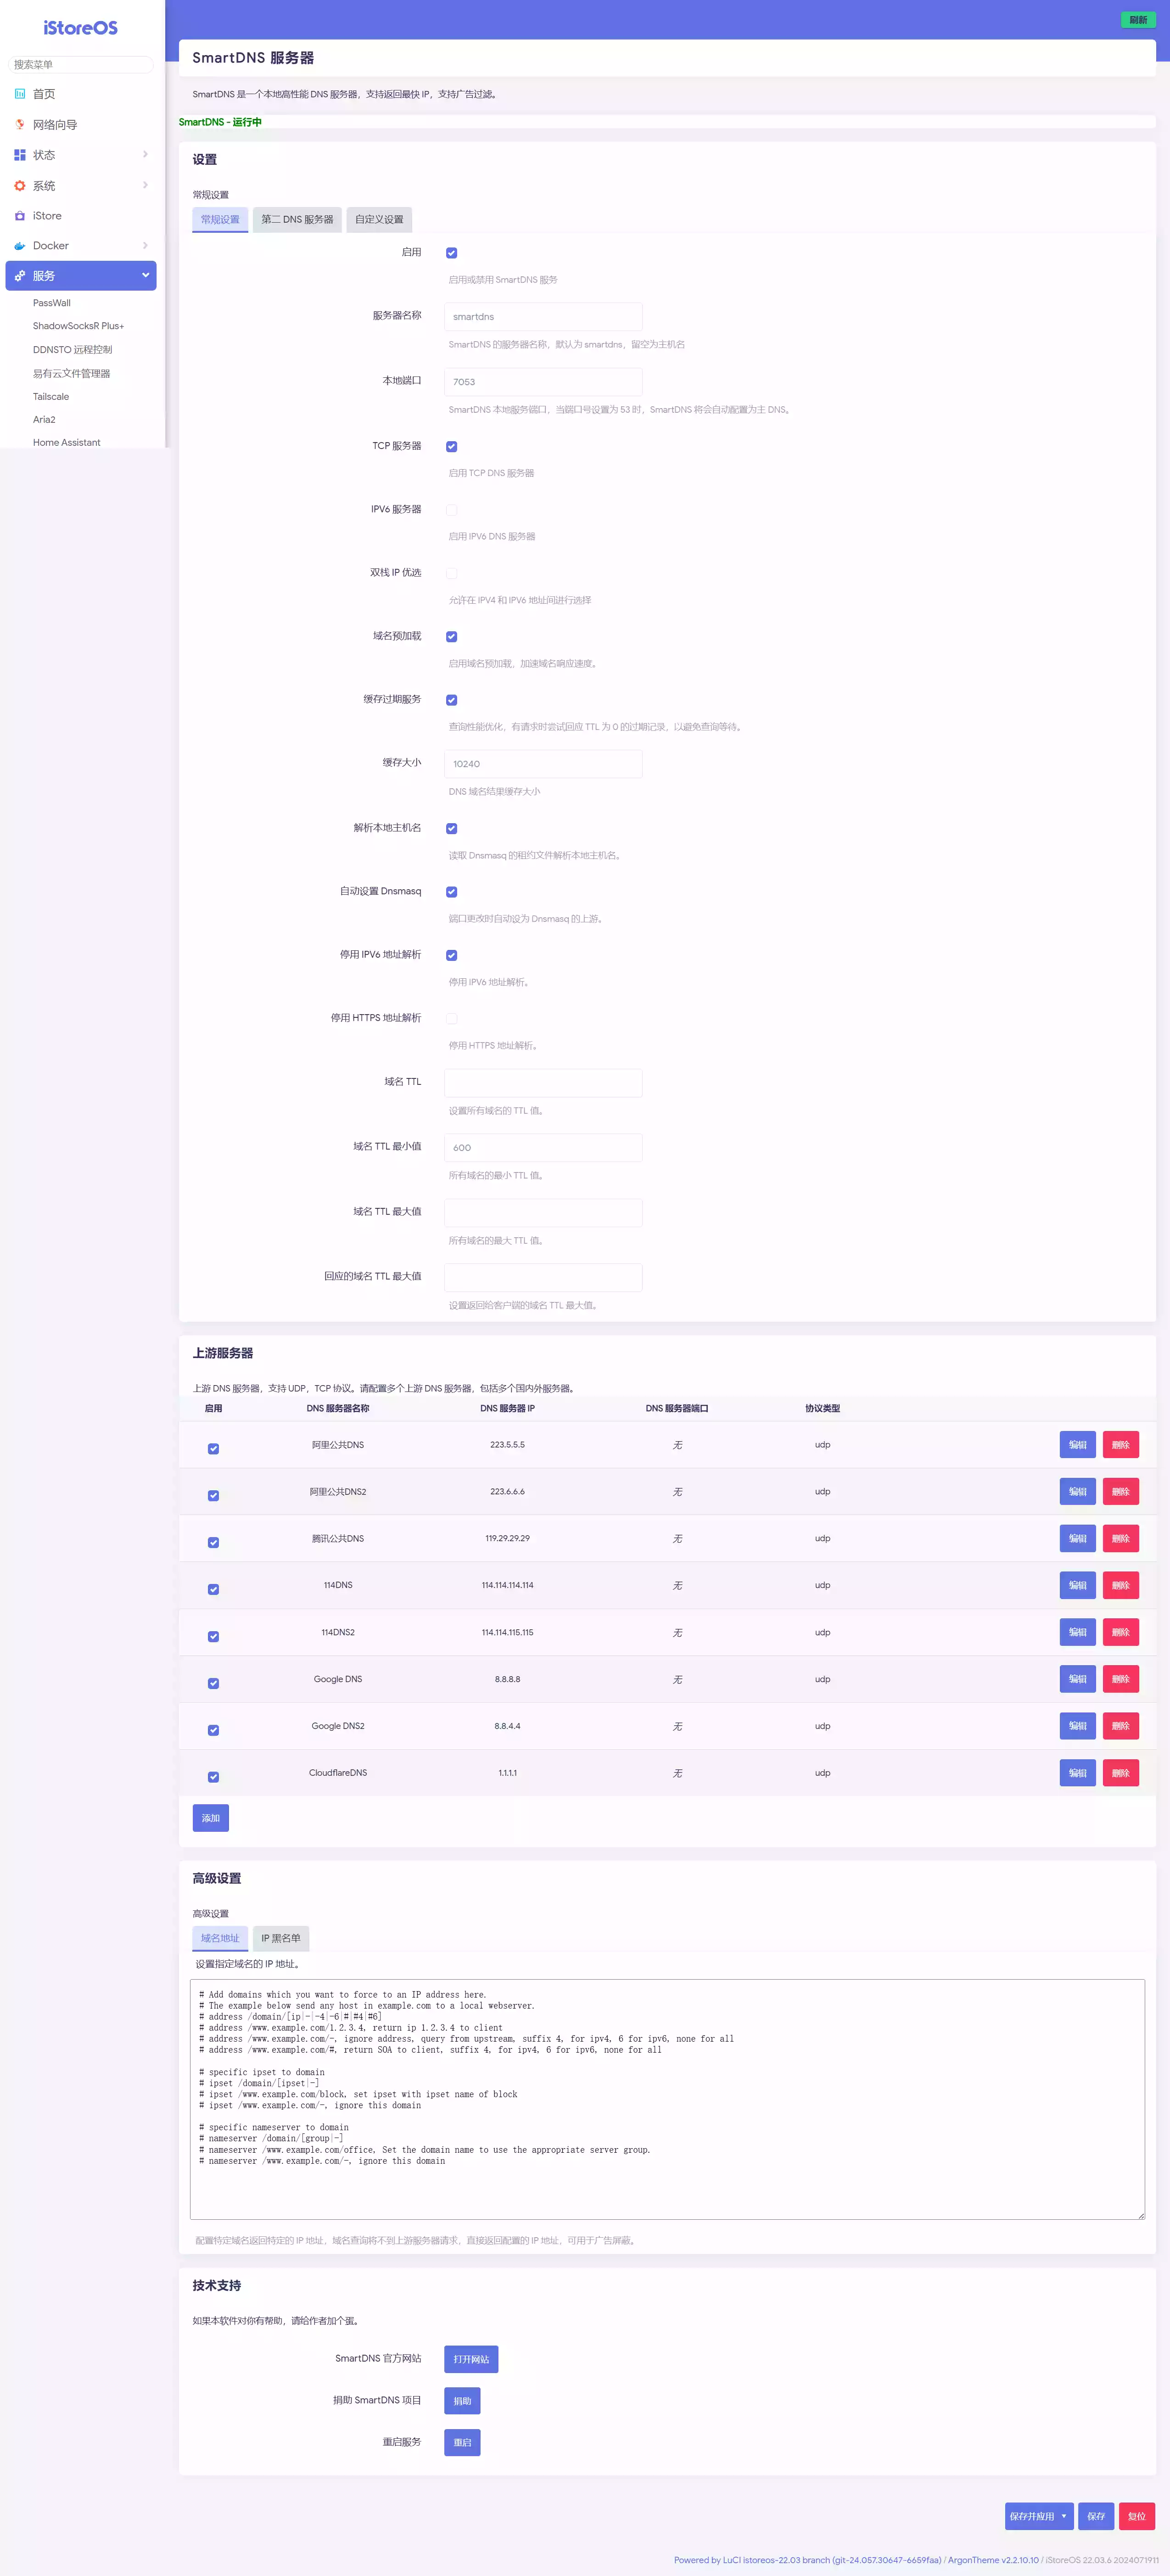 iStoreOS
搜索菜单
首页
网络向导
状态
系统
iStore
Docker
服务
PassWall
ShadowSocksR Plus+
DDNSTO 远程控制
易有云文件管理器
Tailscale
Aria2
Home Assistant
刷新
SmartDNS 服务器
SmartDNS 是一个本地高性能 DNS 服务器，支持返回最快 IP，支持广告过滤。
SmartDNS - 运行中
设置
常规设置
常规设置 第二 DNS 服务器 自定义设置
启用
启用或禁用 SmartDNS 服务
服务器名称 smartdns
SmartDNS 的服务器名称，默认为 smartdns，留空为主机名
本地端口 7053
SmartDNS 本地服务端口，当端口号设置为 53 时，SmartDNS 将会自动配置为主 DNS。
TCP 服务器
启用 TCP DNS 服务器
IPV6 服务器
启用 IPV6 DNS 服务器
双栈 IP 优选
允许在 IPV4 和 IPV6 地址间进行选择
域名预加载
启用域名预加载，加速域名响应速度。
缓存过期服务
查询性能优化，有请求时尝试回应 TTL 为 0 的过期记录，以避免查询等待。
缓存大小 10240
DNS 域名结果缓存大小
解析本地主机名
读取 Dnsmasq 的租约文件解析本地主机名。
自动设置 Dnsmasq
端口更改时自动设为 Dnsmasq 的上游。
停用 IPV6 地址解析
停用 IPV6 地址解析。
停用 HTTPS 地址解析
停用 HTTPS 地址解析。
域名 TTL
设置所有域名的 TTL 值。
域名 TTL 最小值 600
所有域名的最小 TTL 值。
域名 TTL 最大值
所有域名的最大 TTL 值。
回应的域名 TTL 最大值
设置返回给客户端的域名 TTL 最大值。
上游服务器
上游 DNS 服务器，支持 UDP，TCP 协议。请配置多个上游 DNS 服务器，包括多个国内外服务器。
启用 DNS 服务器名称 DNS 服务器 IP DNS 服务器端口 协议类型
阿里公共DNS 223.5.5.5 无 udp 编辑 删除
阿里公共DNS2 223.6.6.6 无 udp 编辑 删除
腾讯公共DNS 119.29.29.29 无 udp 编辑 删除
114DNS 114.114.114.114 无 udp 编辑 删除
114DNS2 114.114.115.115 无 udp 编辑 删除
Google DNS 8.8.8.8 无 udp 编辑 删除
Google DNS2 8.8.4.4 无 udp 编辑 删除
CloudflareDNS 1.1.1.1 无 udp 编辑 删除
添加
高级设置
高级设置
域名地址 IP 黑名单
设置指定域名的 IP 地址。
# Add domains which you want to force to an IP address here.
# The example below send any host in example.com to a local webserver.
# address /domain/[ip|-|-4|-6|#|#4|#6]
# address /www.example.com/1.2.3.4, return ip 1.2.3.4 to client
# address /www.example.com/-, ignore address, query from upstream, suffix 4, for ipv4, 6 for ipv6, none for all
# address /www.example.com/#, return SOA to client, suffix 4, for ipv4, 6 for ipv6, none for all
# specific ipset to domain
# ipset /domain/[ipset|-]
# ipset /www.example.com/block, set ipset with ipset name of block
# ipset /www.example.com/-, ignore this domain
# specific nameserver to domain
# nameserver /domain/[group|-]
# nameserver /www.example.com/office, Set the domain name to use the appropriate server group.
# nameserver /www.example.com/-, ignore this domain
配置特定域名返回特定的 IP 地址，域名查询将不到上游服务器请求，直接返回配置的 IP 地址，可用于广告屏蔽。
技术支持
如果本软件对你有帮助，请给作者加个蛋。
SmartDNS 官方网站 打开网站
捐助 SmartDNS 项目 捐助
重启服务 重启
保存并应用 保存 复位
Powered by LuCI istoreos-22.03 branch (git-24.057.30647-6659faa) / ArgonTheme v2.2.10.10 / iStoreOS 22.03.6 2024071911